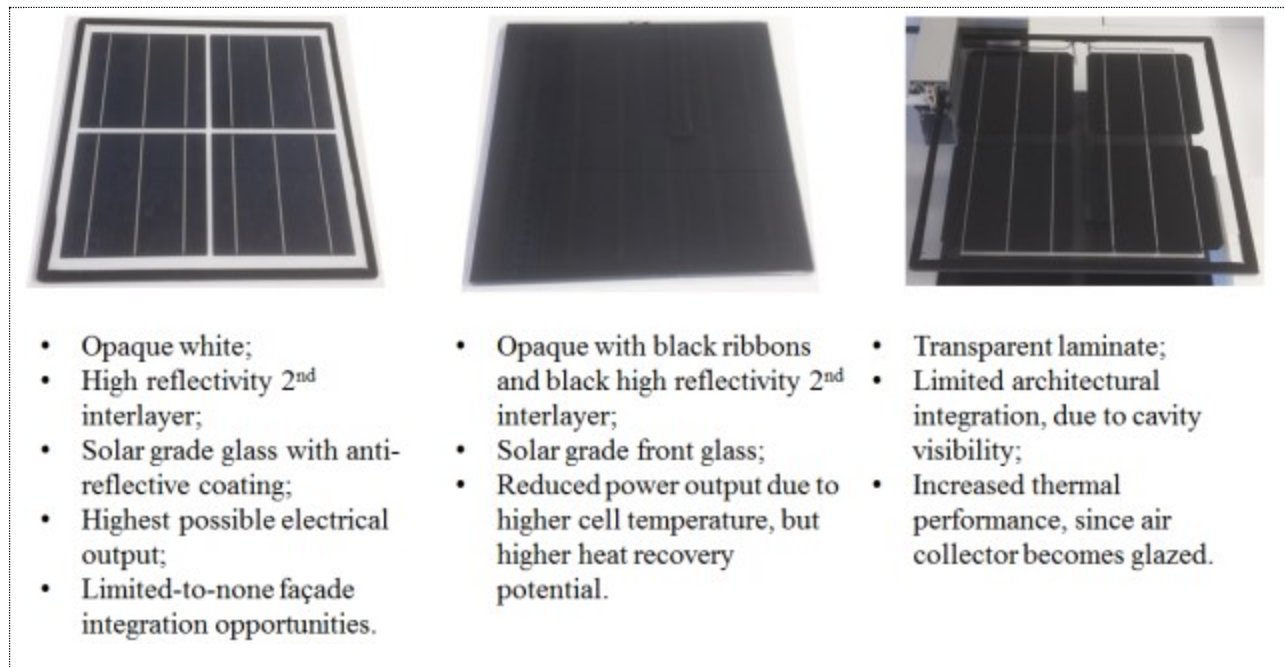 Opaque white;
High reflectivity 2nd
interlayer;
Solar grade glass with anti-
reflective coating;
Highest possible electrical
output;
Limited-to-none façade
integration opportunities.
Opaque with black ribbons
and black high reflectivity 2nd
interlayer;
Solar grade front glass;
Reduced power output due to
higher cell temperature, but
higher heat recovery
potential.
Transparent laminate;
Limited architectural
integration, due to cavity
visibility;
Increased thermal
performance, since air
collector becomes glazed.